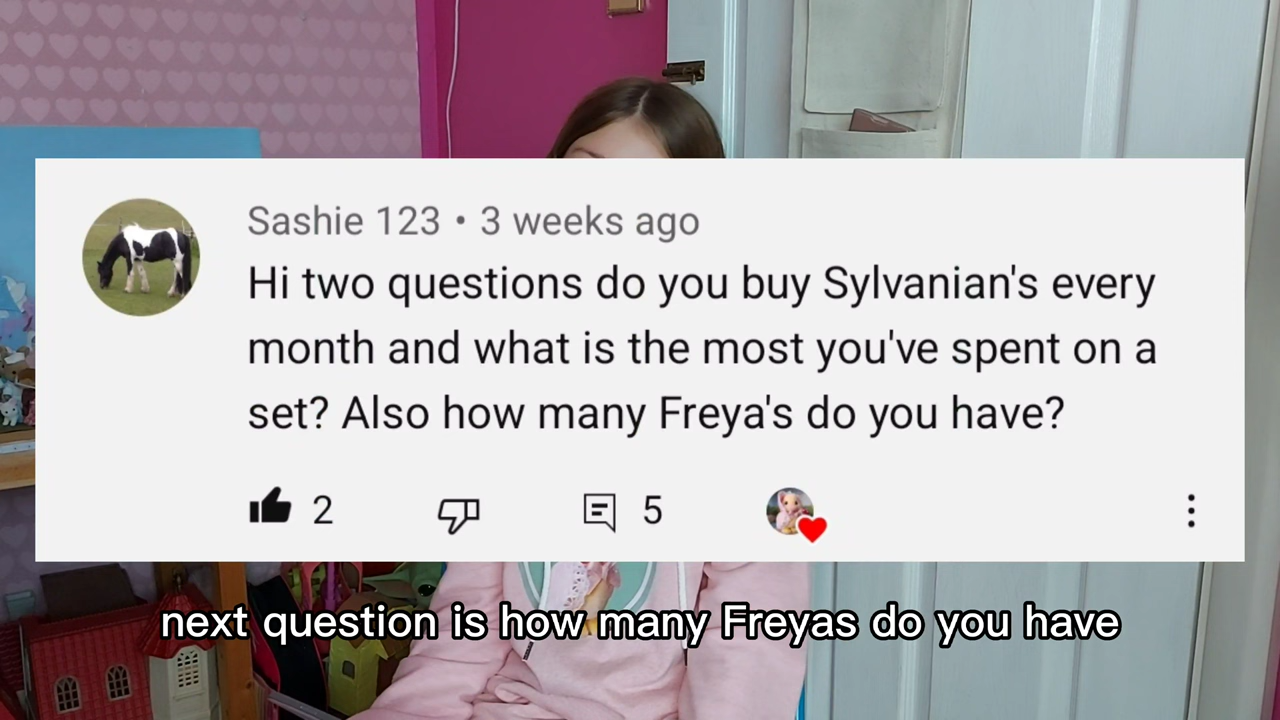 Sashie 123 • 3 weeks ago
Hi two questions do you buy Sylvanian's every
month and what is the most you've spent on a
set? Also how many Freya's do you have?
2
5
next question is how many Freyas do you have